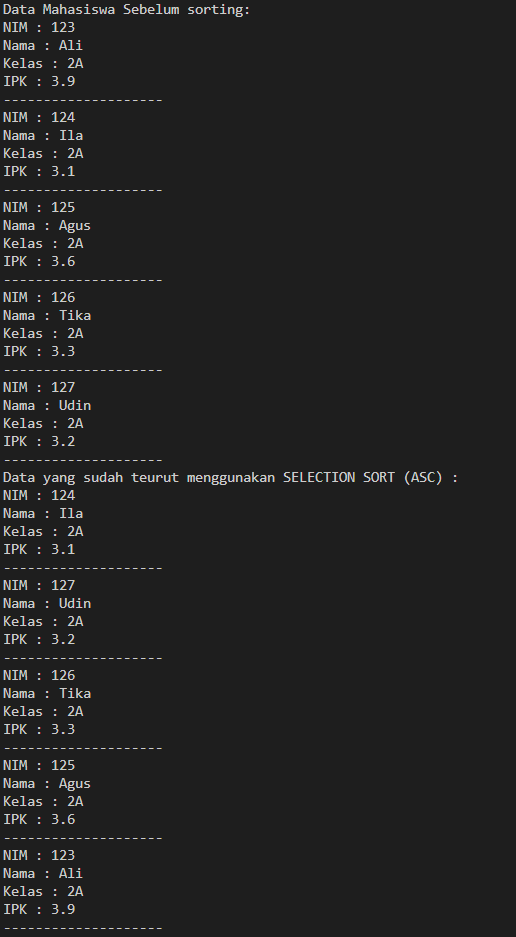 Data Mahasiswa Sebelum sorting:
NIM : 123
Nama : Ali
Kelas : 2A
IPK : 3.9
--------------------
NIM : 124
Nama : Ila
Kelas : 2A
IPK : 3.1
--------------------
NIM : 125
Nama : Agus
Kelas : 2A
IPK : 3.6
--------------------
NIM : 126
Nama : Tika
Kelas : 2A
IPK : 3.3
--------------------
NIM : 127
Nama : Udin
Kelas : 2A
IPK : 3.2
--------------------
Data yang sudah teurut menggunakan SELECTION SORT (ASC) :
NIM : 124
Nama : Ila
Kelas : 2A
IPK : 3.1
--------------------
NIM : 127
Nama : Udin
Kelas : 2A
IPK : 3.2
--------------------
NIM : 126
Nama : Tika
Kelas : 2A
IPK : 3.3
--------------------
NIM : 125
Nama : Agus
Kelas : 2A
IPK : 3.6
--------------------
NIM : 123
Nama : Ali
Kelas : 2A
IPK : 3.9
--------------------